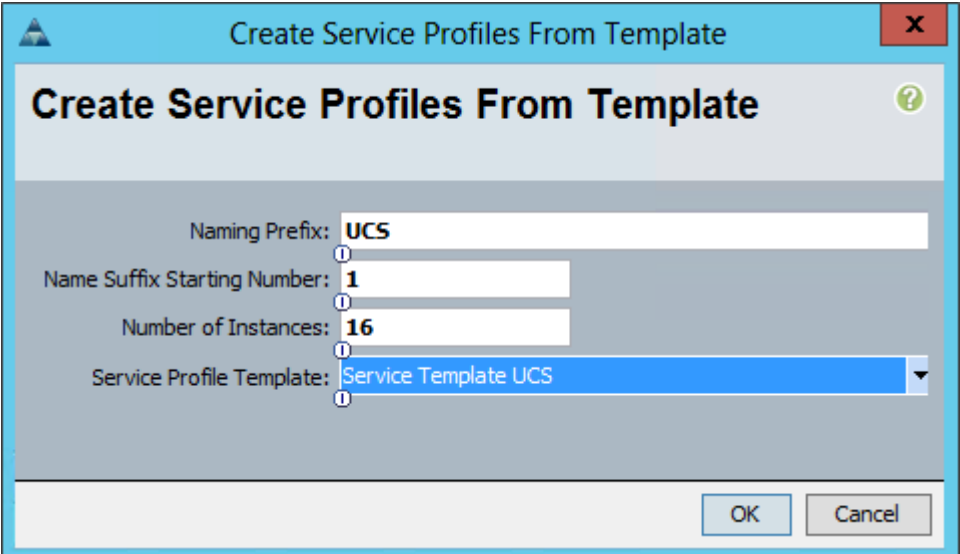 Create Service Profiles From Template
X
Create Service Profiles From Template
?
Naming Prefix: UCS
Name Suffix Starting Number: 1
Number of Instances: 16
Service Profile Template: Service Template UCS
OK Cancel